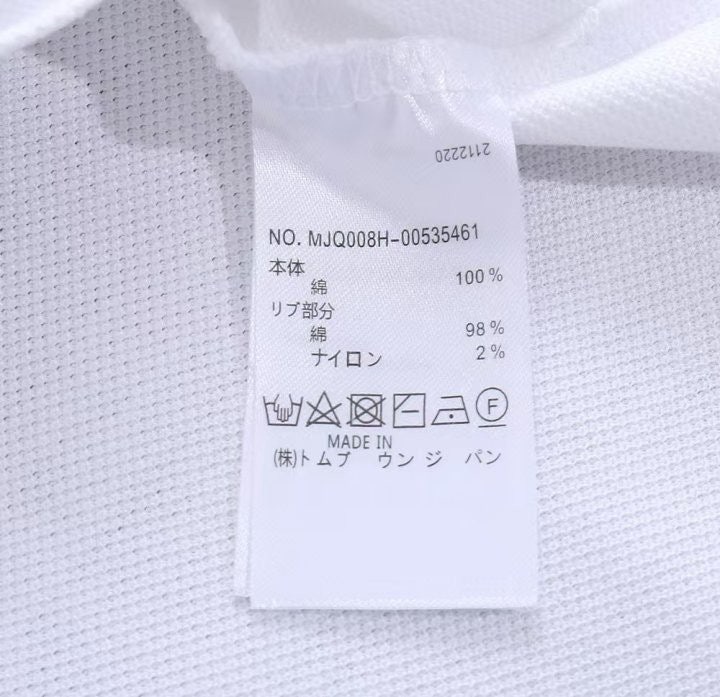 2112220
NO. MJQ008H-00535461
本体
綿 100%
リブ部分
綿 98%
ナイロン 2%
F
MADE IN
(株)トムブ ウン ジ パン